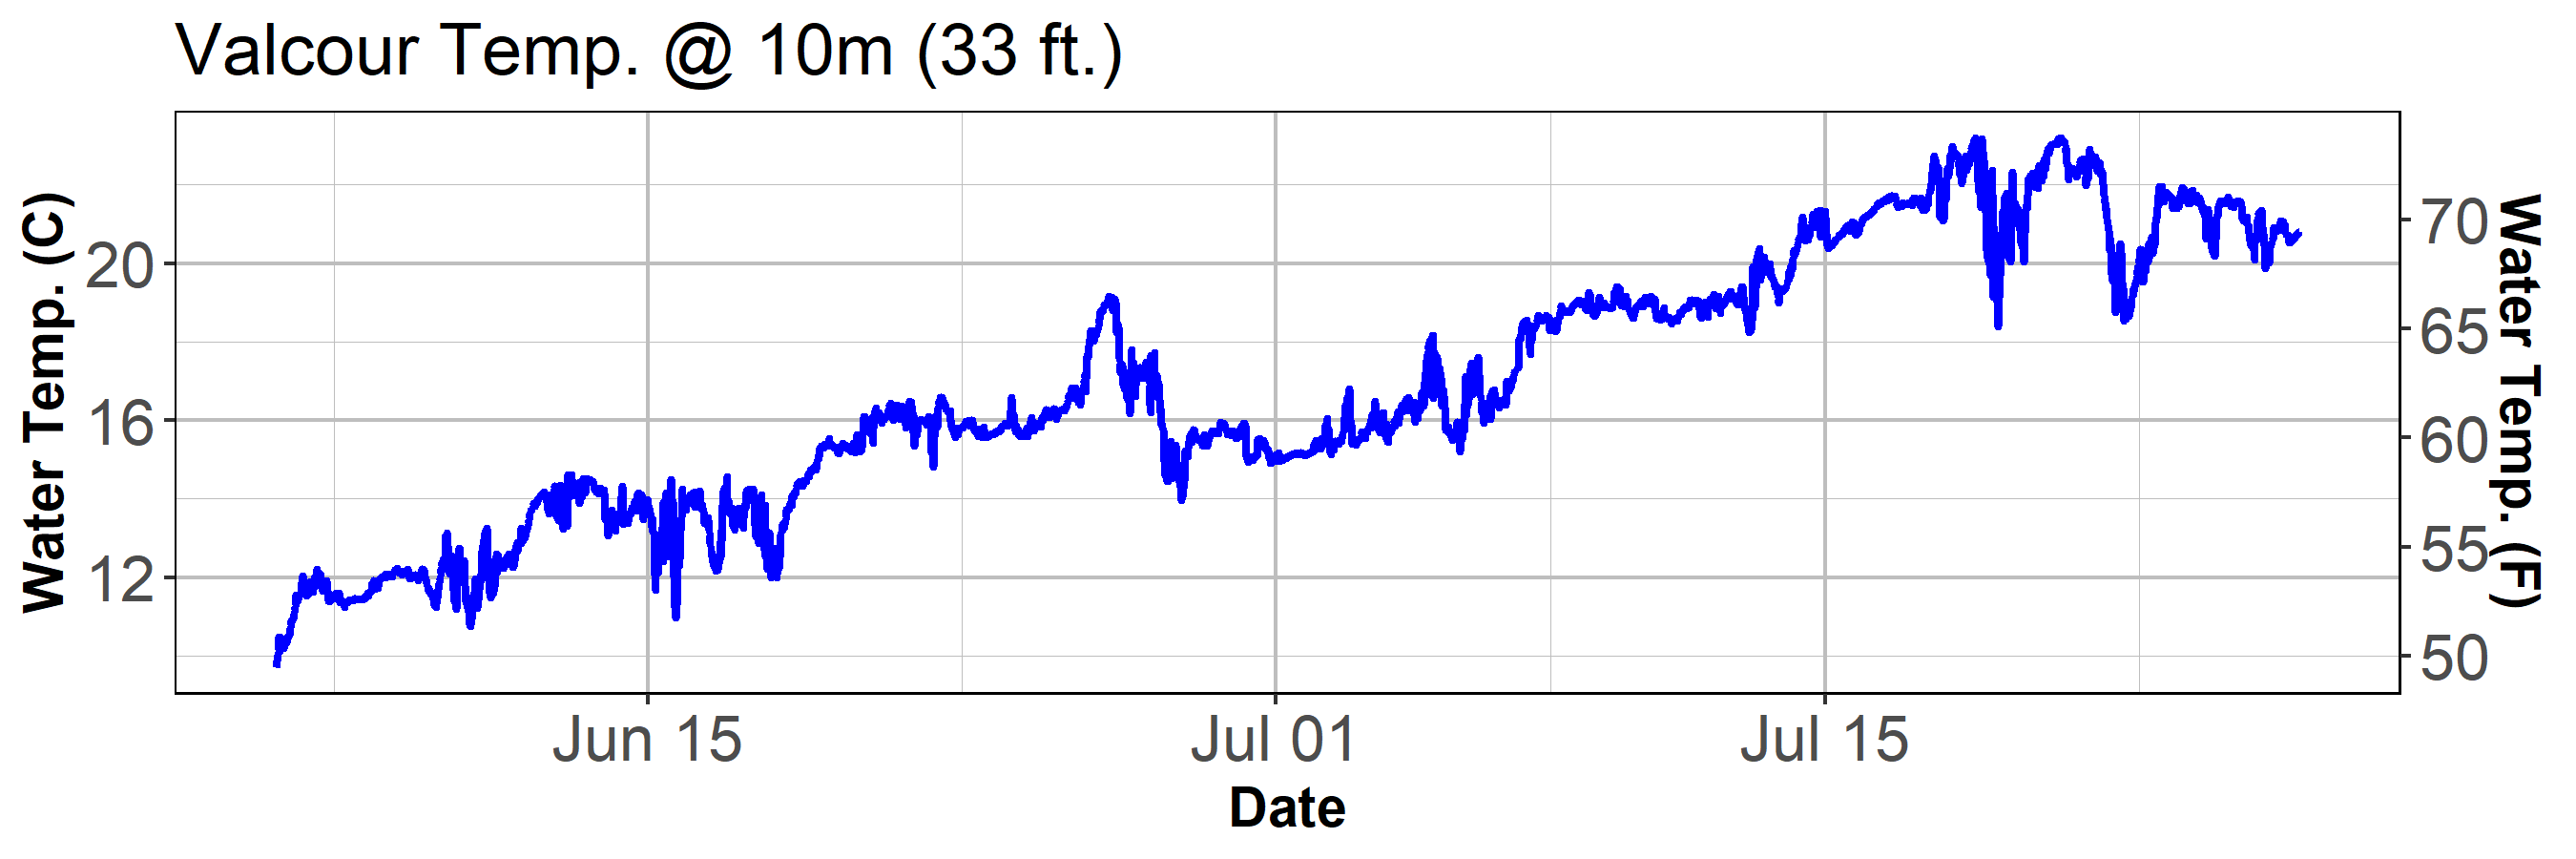 Valcour Temp. @ 10m (33 ft.)
Water Temp. (C)
20
16
12
70
65
60
55
50
Water Temp. (F)
Jun 15
Jul 01
Jul 15
Date